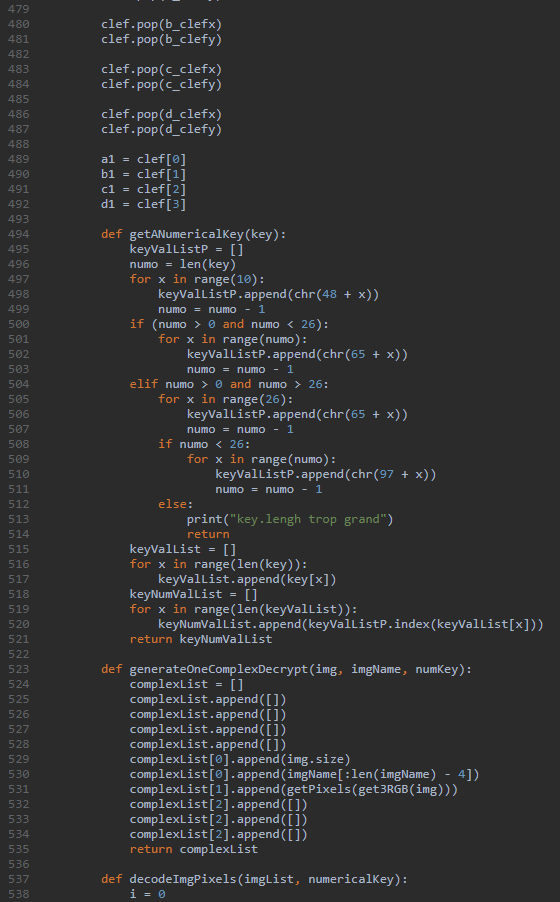 479
480 clef.pop(b_clefx)
481 clef.pop(b_clefy)
482
483 clef.pop(c_clefx)
484 clef.pop(c_clefy)
485
486 clef.pop(d_clefx)
487 clef.pop(d_clefy)
488
489 a1 = clef[0]
490 b1 = clef[1]
491 c1 = clef[2]
492 d1 = clef[3]
493
494 def getANumericalKey(key):
495 keyValListP = []
496 numo = len(key)
497 for x in range(10):
498 keyValListP.append(chr(48 + x))
499 numo = numo - 1
500 if (numo > 0 and numo < 26):
501 for x in range(numo):
502 keyValListP.append(chr(65 + x))
503 numo = numo - 1
504 elif numo > 0 and numo > 26:
505 for x in range(26):
506 keyValListP.append(chr(65 + x))
507 numo = numo - 1
508 if numo < 26:
509 for x in range(numo):
510 keyValListP.append(chr(97 + x))
511 numo = numo - 1
512 else:
513 print("key.lengh trop grand")
514 return
515 keyValList = []
516 for x in range(len(key)):
517 keyValList.append(key[x])
518 keyNumValList = []
519 for x in range(len(keyValList)):
520 keyNumValList.append(keyValListP.index(keyValList[x]))
521 return keyNumValList
522
523 def generateOneComplexDecrypt(img, imgName, numKey):
524 complexList = []
525 complexList.append([])
526 complexList.append([])
527 complexList.append([])
528 complexList.append([])
529 complexList[0].append(img.size)
530 complexList[0].append(imgName[:len(imgName) - 4])
531 complexList[1].append(getPixels(get3RGB(img)))
532 complexList[2].append([])
533 complexList[2].append([])
534 complexList[2].append([])
535 return complexList
536
537 def decodeImgPixels(imgList, numericalKey):
538 i = 0